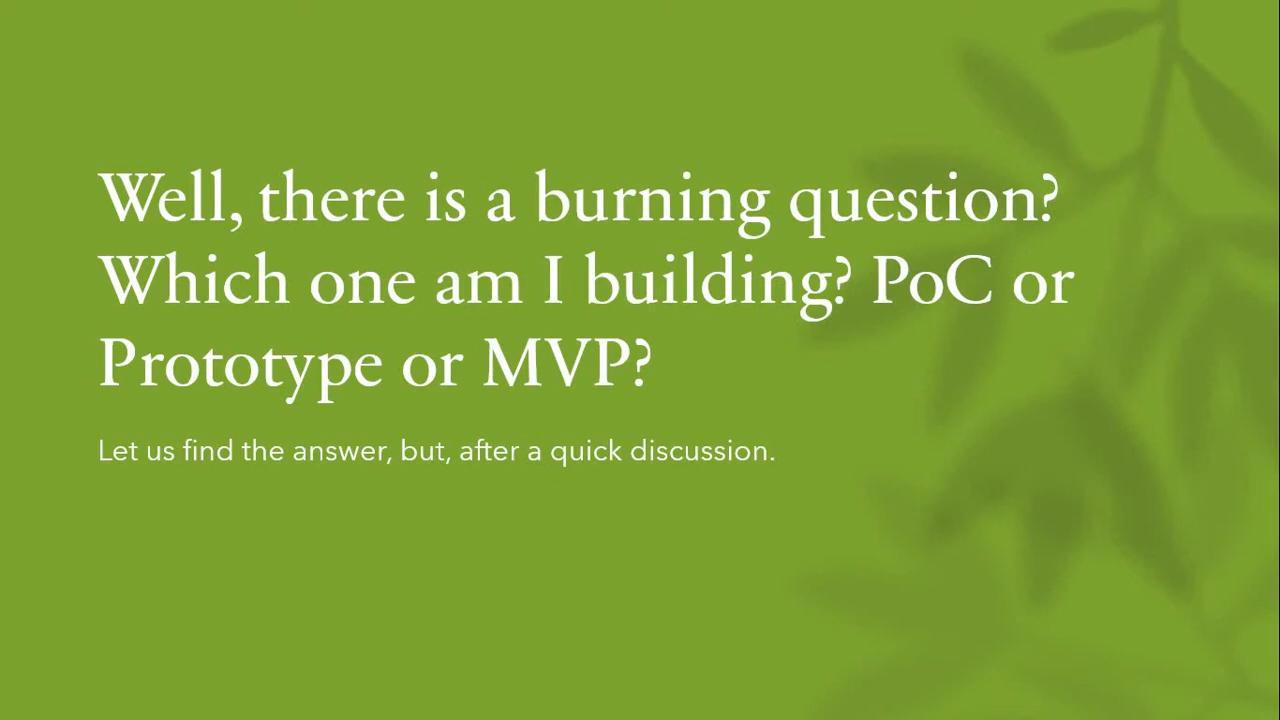 Well, there is a burning question?
Which one am I building? PoC or
Prototype or MVP?
Let us find the answer, but, after a quick discussion.